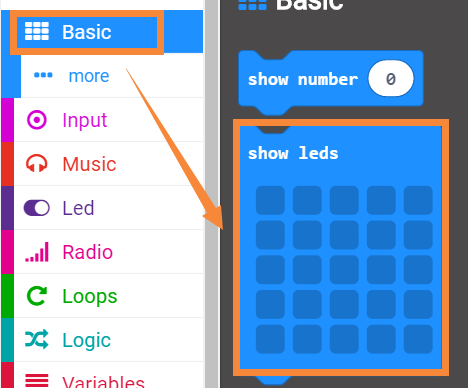 Basic
more
Input
Music
Led
Radio
Loops
Logic
Variables
Basic
show number 0
show leds